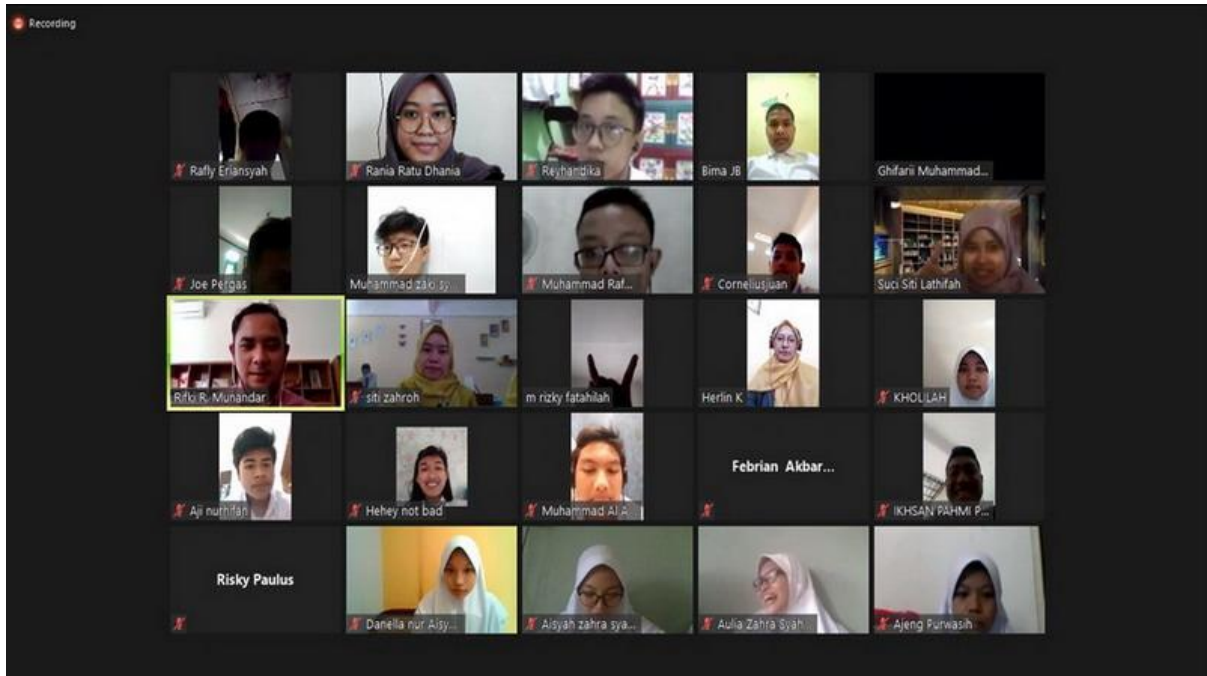 Recording
Rafly Eriansyah
Rania Ratu Dhania
Reyhandika
Bima JB
Ghifarii Muhammad...
Joe Pergas
Muhammad zaki sy...
Muhammad Raf...
Corneliusjuan
Suci Siti Lathifah
Rifki R. Munandar
siti zahroh
m rizky fatahilah
Herlin K
KHOLILAH
Aji nurhifan
Hehey not bad
Muhammad Al A...
Febrian Akbar...
IKHSAN PAHMI P...
Risky Paulus
Danella nur Aisy...
Aisyah zahra sya...
Aulia Zahra Syah...
Ajeng Purwasih